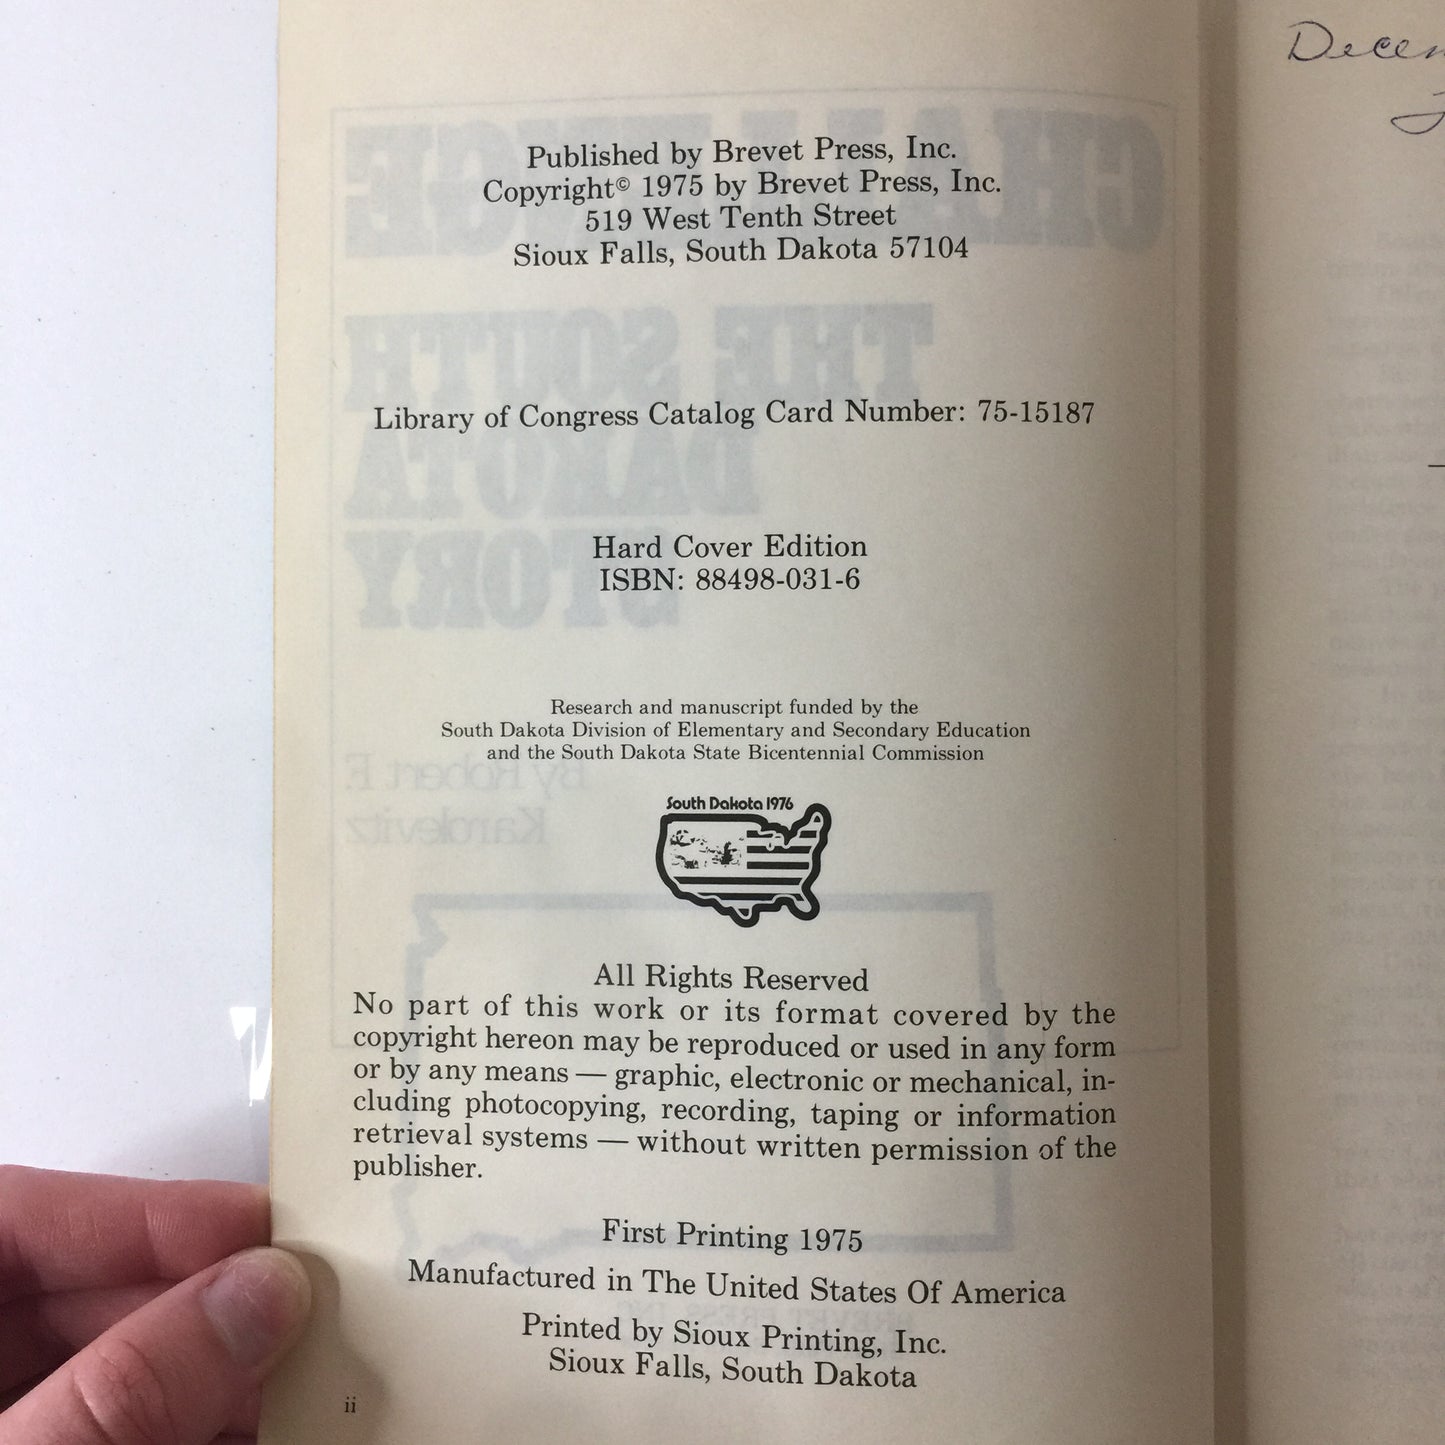 Published by Brevet Press, Inc.
Copyright© 1975 by Brevet Press, Inc.
519 West Tenth Street
Sioux Falls, South Dakota 57104
Library of Congress Catalog Card Number: 75-15187
Hard Cover Edition
ISBN: 88498-031-6
Research and manuscript funded by the
South Dakota Division of Elementary and Secondary Education
and the South Dakota State Bicentennial Commission
South Dakota 1976
All Rights Reserved
No part of this work or its format covered by the
copyright hereon may be reproduced or used in any form
or by any means — graphic, electronic or mechanical, in-
cluding photocopying, recording, taping or information
retrieval systems — without written permission of the
publisher.
First Printing 1975
Manufactured in The United States Of America
Printed by Sioux Printing, Inc.
Sioux Falls, South Dakota
ii